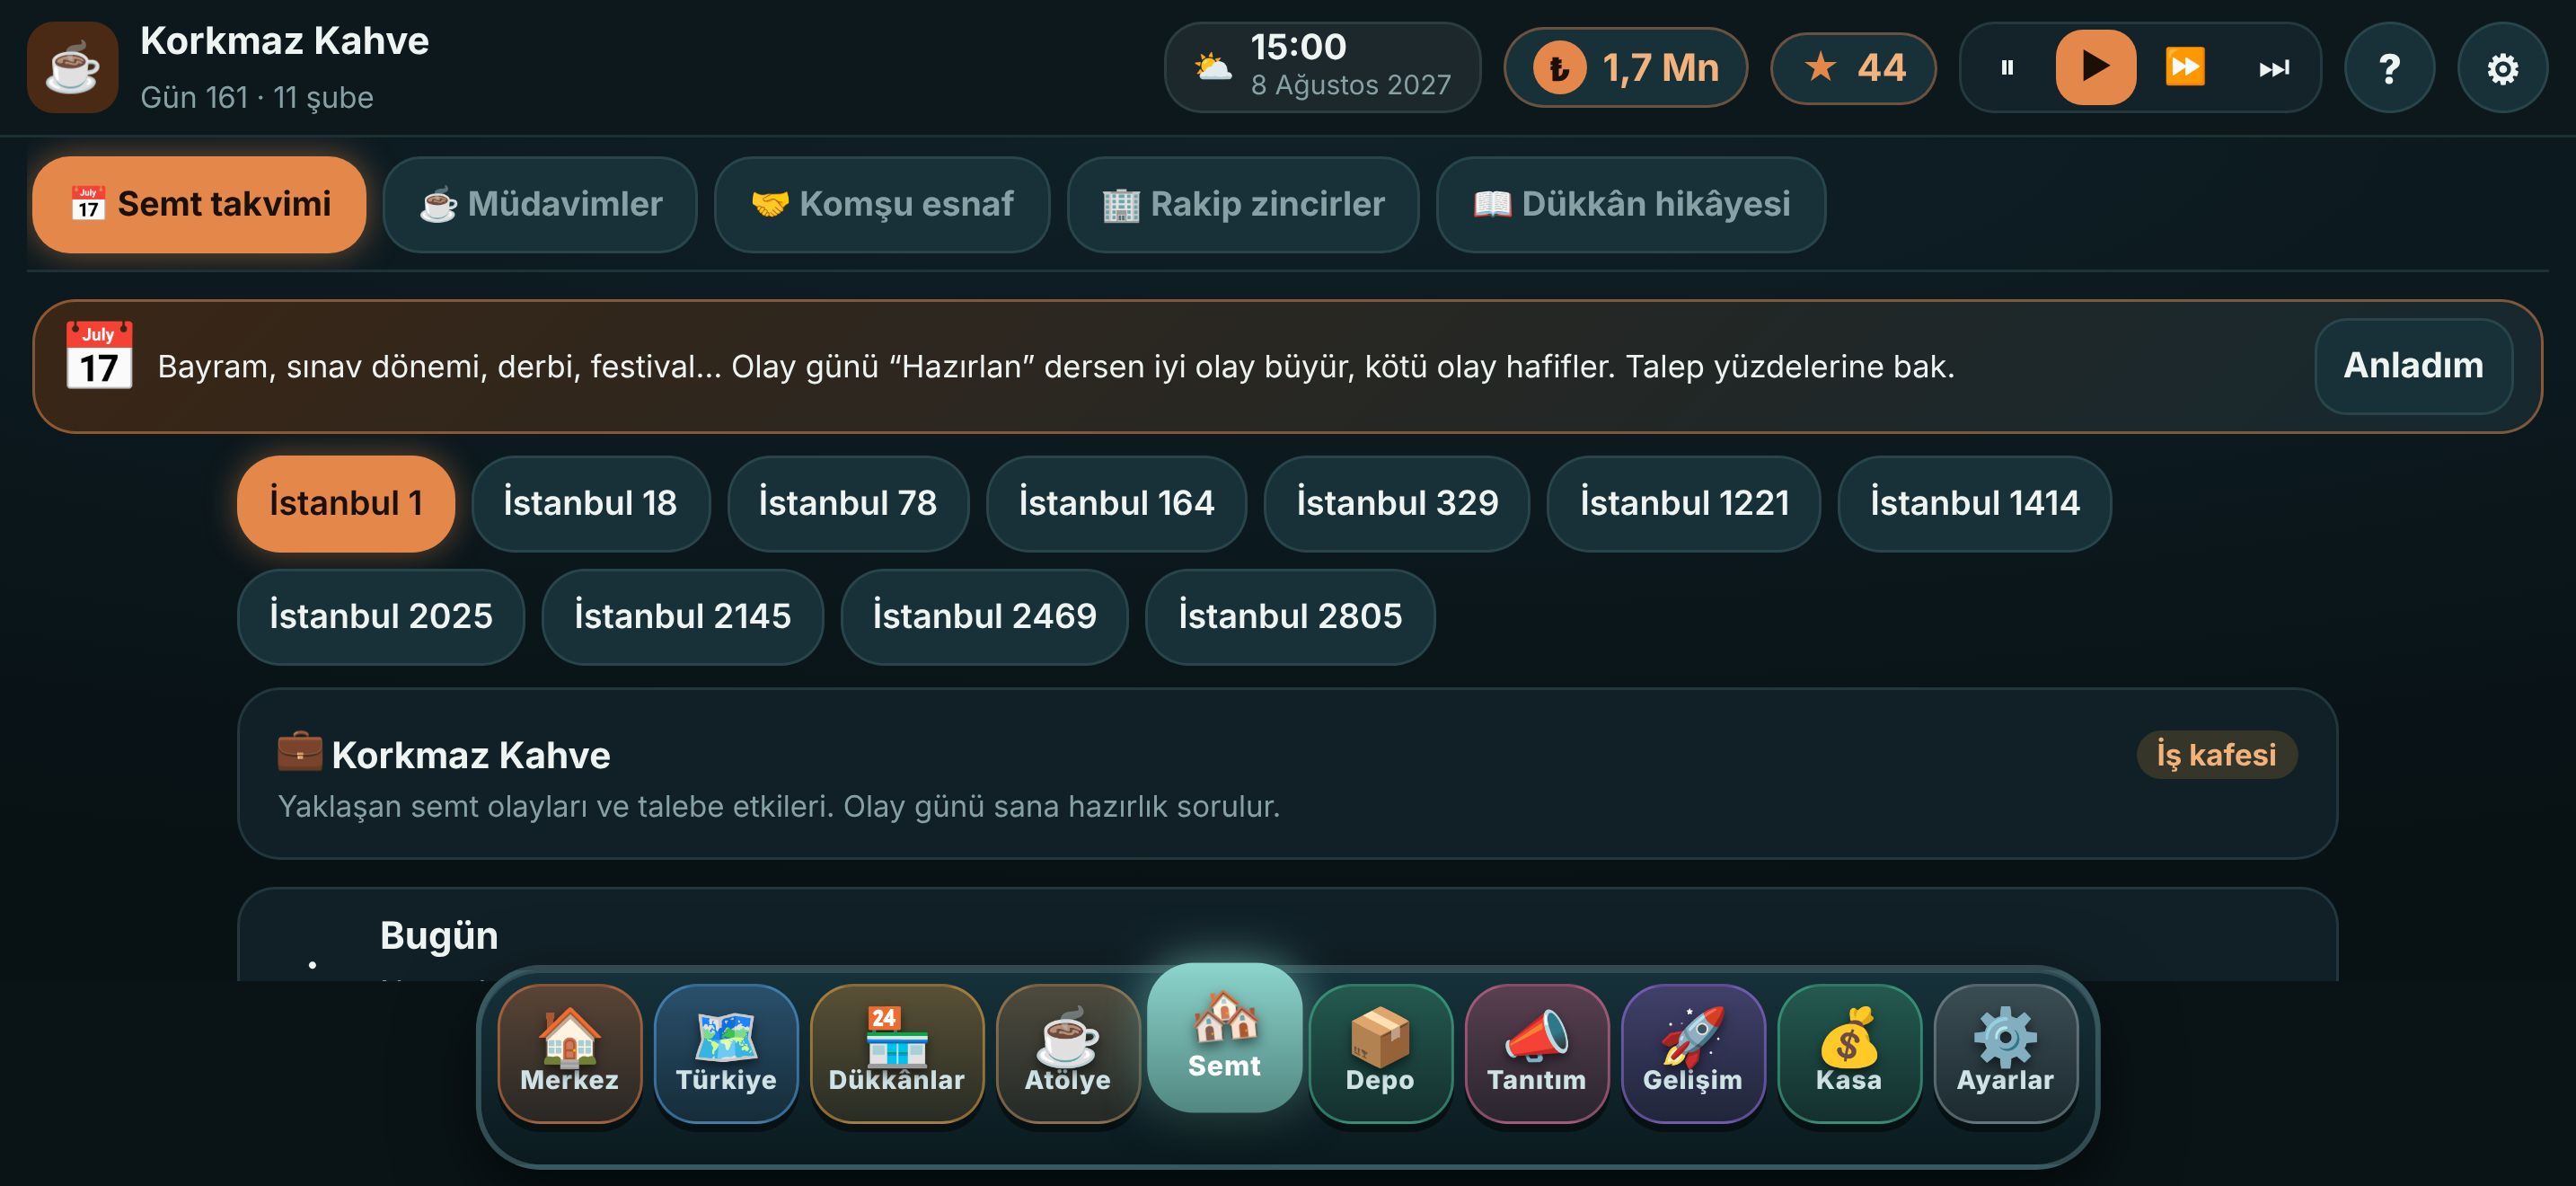 Korkmaz Kahve
Gün 161 · 11 şube
15:00
8 Ağustos 2027
₺ 1,7 Mn
★ 44
?
Semt takvimi
Müdavimler
Komşu esnaf
Rakip zincirler
Dükkân hikâyesi
July
17
Bayram, sınav dönemi, derbi, festival... Olay günü “Hazırlan” dersen iyi olay büyür, kötü olay hafifler. Talep yüzdelerine bak.
Anladım
İstanbul 1
İstanbul 18
İstanbul 78
İstanbul 164
İstanbul 329
İstanbul 1221
İstanbul 1414
İstanbul 2025
İstanbul 2145
İstanbul 2469
İstanbul 2805
Korkmaz Kahve
İş kafesi
Yaklaşan semt olayları ve talebe etkileri. Olay günü sana hazırlık sorulur.
Bugün
Merkez
Türkiye
24
Dükkânlar
Atölye
Semt
Depo
Tanıtım
Gelişim
Kasa
Ayarlar